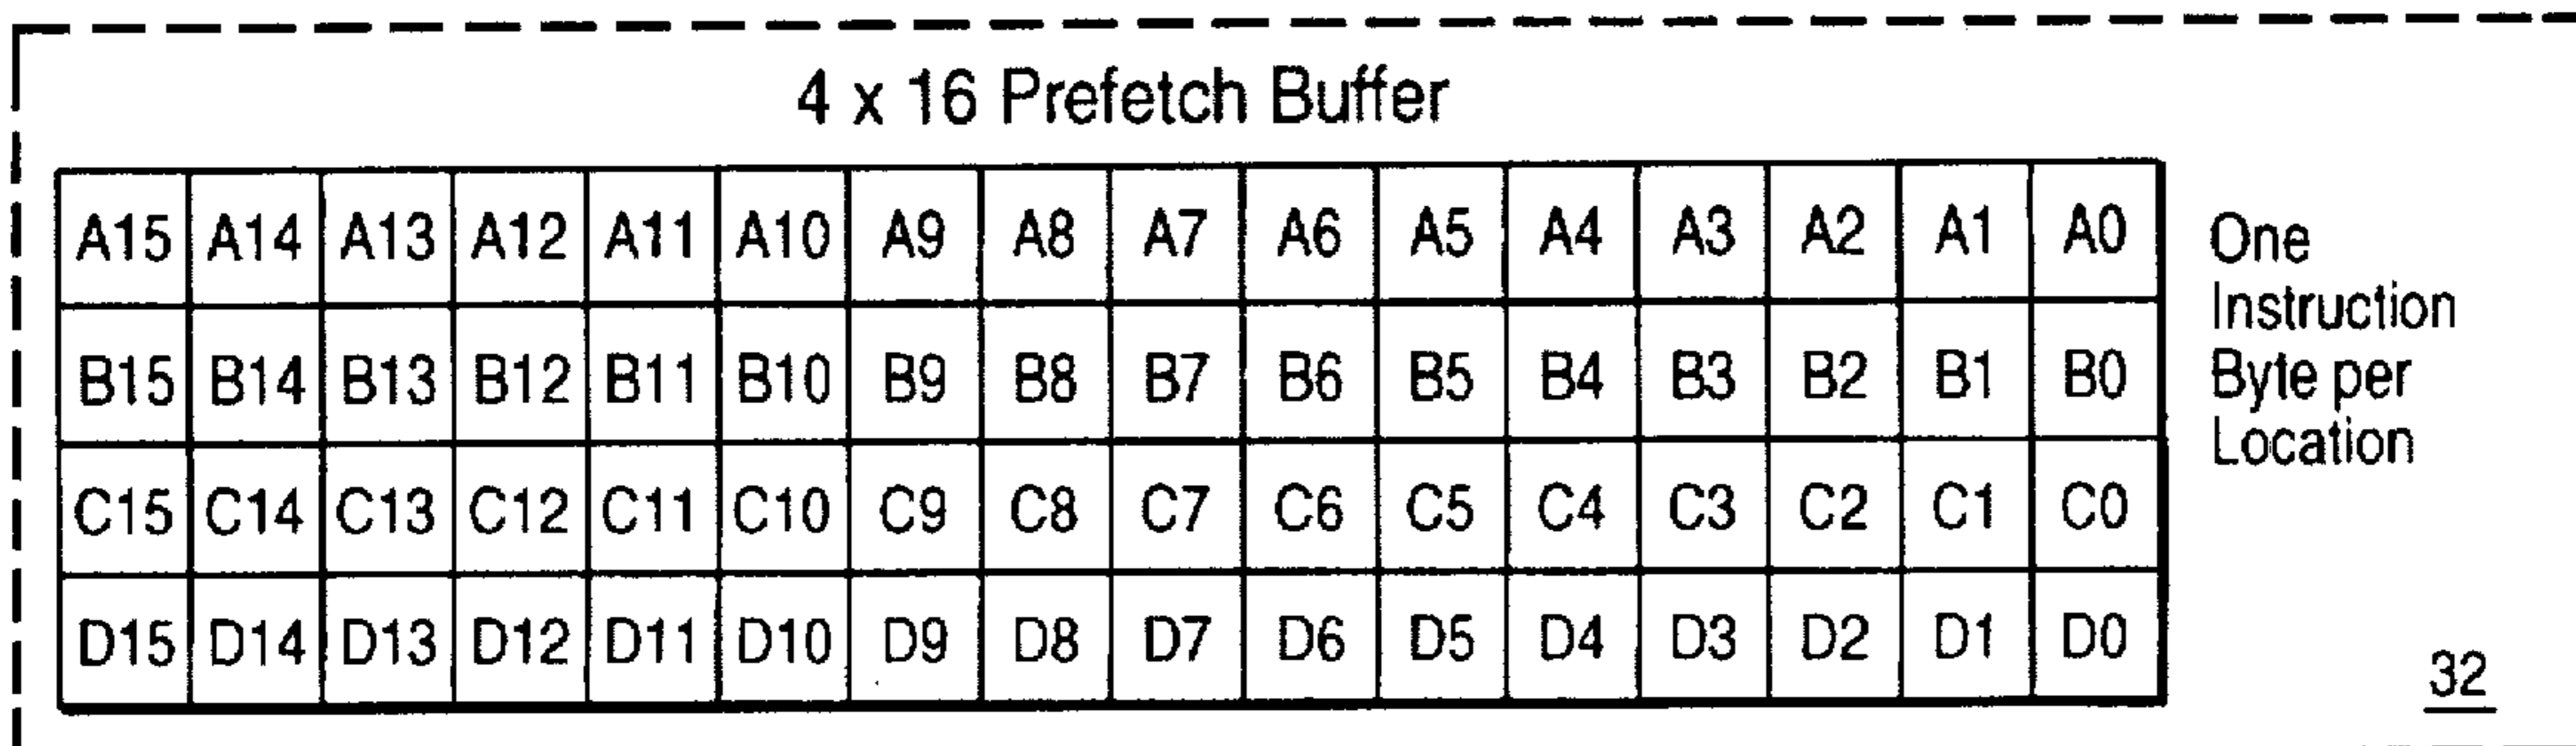 4 x 16 Prefetch Buffer
A15 A14 A13 A12 A11 A10 A9 A8 A7 A6 A5 A4 A3 A2 A1 A0
B15 B14 B13 B12 B11 B10 B9 B8 B7 B6 B5 B4 B3 B2 B1 B0
C15 C14 C13 C12 C11 C10 C9 C8 C7 C6 C5 C4 C3 C2 C1 C0
D15 D14 D13 D12 D11 D10 D9 D8 D7 D6 D5 D4 D3 D2 D1 D0
One
Instruction
Byte per
Location
32